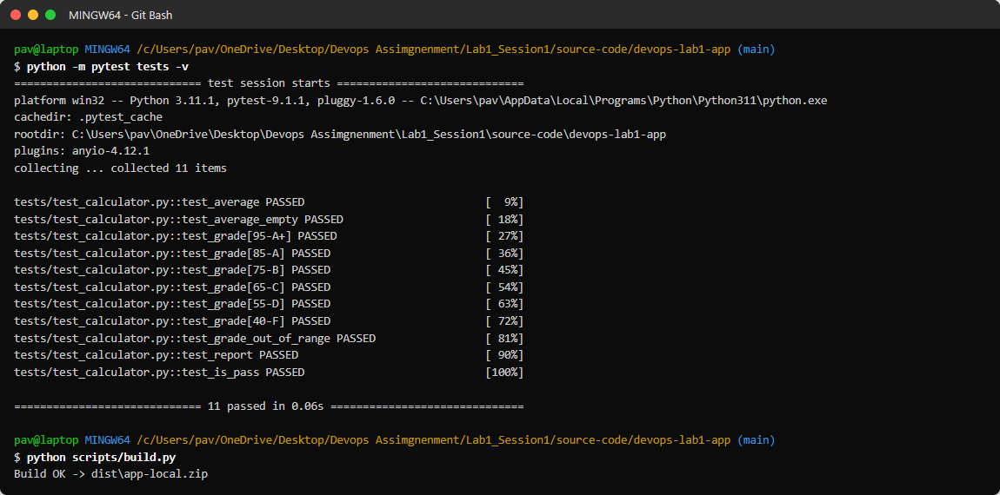 MINGW64 - Git Bash
pav@laptop MINGW64 /c/Users/pav/OneDrive/Desktop/Devops Assimgnenment/Lab1_Session1/source-code/devops-lab1-app (main)
$ python -m pytest tests -v
============================= test session starts =============================
platform win32 -- Python 3.11.1, pytest-9.1.1, pluggy-1.6.0 -- C:\Users\pav\AppData\Local\Programs\Python\Python311\python.exe
cachedir: .pytest_cache
rootdir: C:\Users\pav\OneDrive\Desktop\Devops Assimgnenment\Lab1_Session1\source-code\devops-lab1-app
plugins: anyio-4.12.1
collecting ... collected 11 items
tests/test_calculator.py::test_average PASSED                            [  9%]
tests/test_calculator.py::test_average_empty PASSED                      [ 18%]
tests/test_calculator.py::test_grade[95-A+] PASSED                       [ 27%]
tests/test_calculator.py::test_grade[85-A] PASSED                        [ 36%]
tests/test_calculator.py::test_grade[75-B] PASSED                        [ 45%]
tests/test_calculator.py::test_grade[65-C] PASSED                        [ 54%]
tests/test_calculator.py::test_grade[55-D] PASSED                        [ 63%]
tests/test_calculator.py::test_grade[40-F] PASSED                        [ 72%]
tests/test_calculator.py::test_grade_out_of_range PASSED                 [ 81%]
tests/test_calculator.py::test_report PASSED                             [ 90%]
tests/test_calculator.py::test_is_pass PASSED                            [100%]
============================= 11 passed in 0.06s ==============================
pav@laptop MINGW64 /c/Users/pav/OneDrive/Desktop/Devops Assimgnenment/Lab1_Session1/source-code/devops-lab1-app (main)
$ python scripts/build.py
Build OK -> dist\app-local.zip